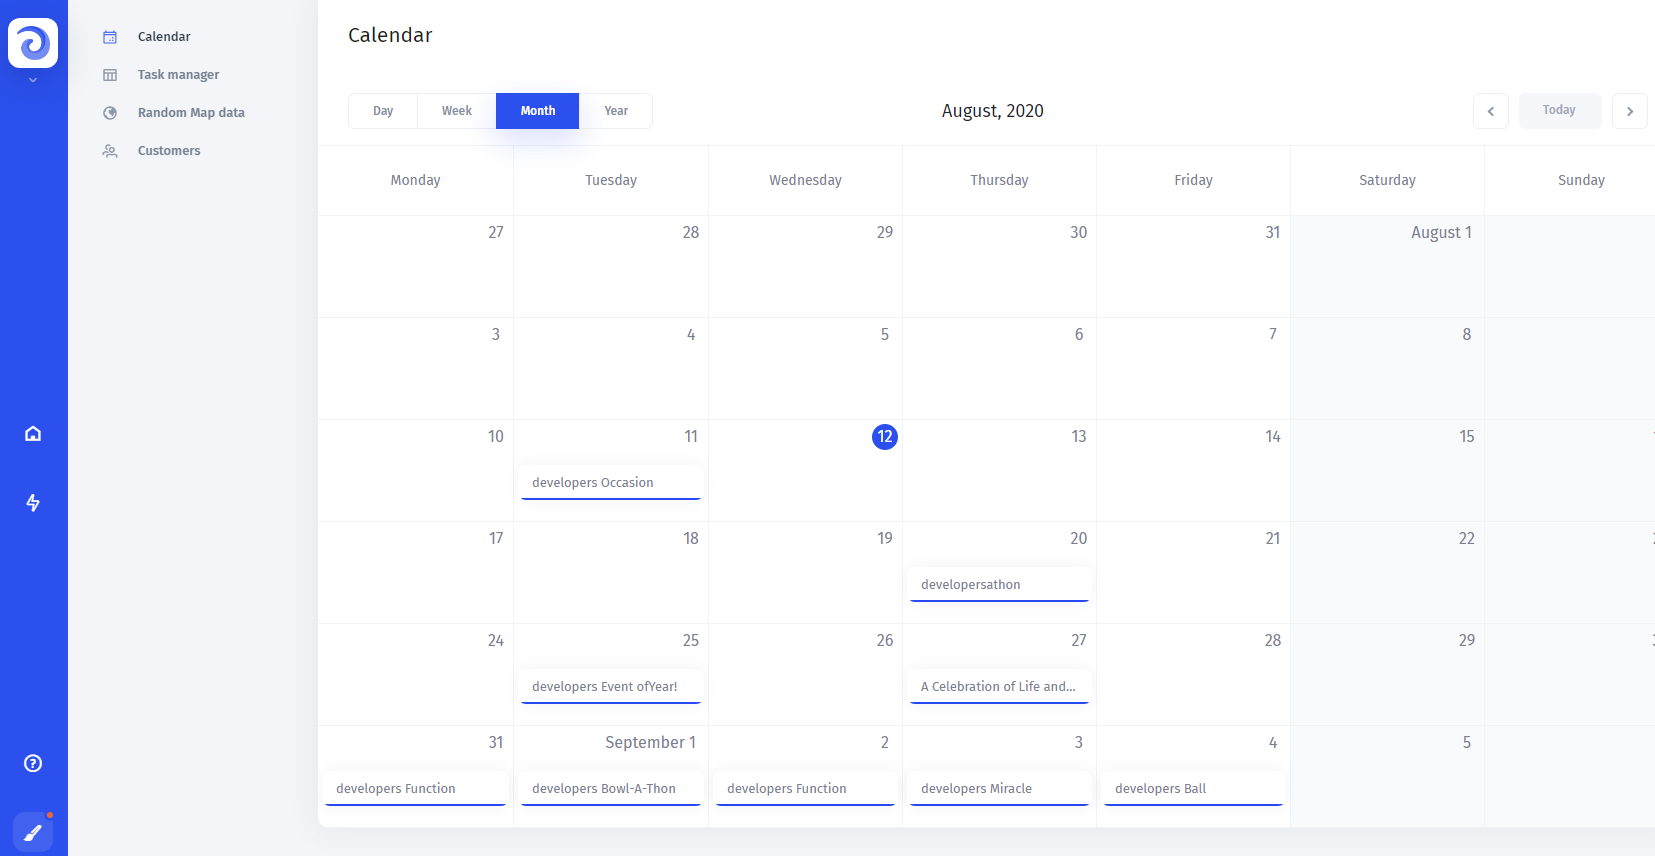 Calendar
Task manager
Random Map data
Customers
Calendar
Day Week Month Year
August, 2020
Today
Monday Tuesday Wednesday Thursday Friday Saturday Sunday
27 28 29 30 31 August 1
3 4 5 6 7 8
10 11 12 13 14 15
developers Occasion
17 18 19 20 21 22
developersathon
24 25 26 27 28 29
developers Event ofYear! A Celebration of Life and...
31 September 1 2 3 4 5
developers Function developers Bowl-A-Thon developers Function developers Miracle developers Ball